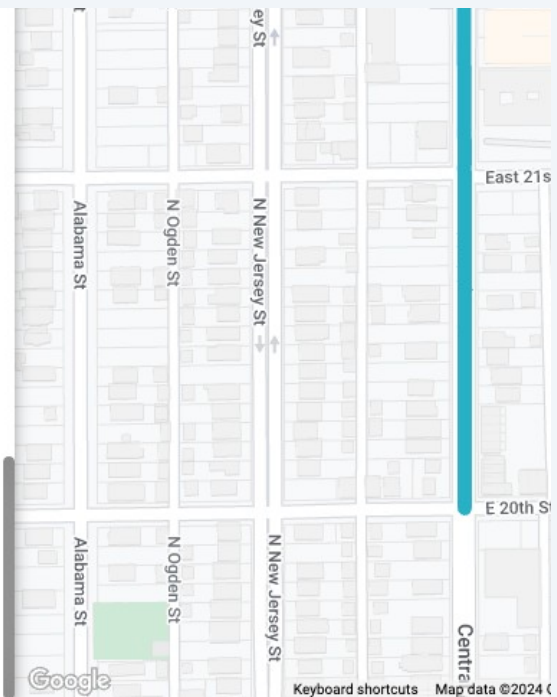 ey St
East 21s
Alabama St
N Ogden St
N New Jersey St
E 20th St
Alabama St
N Ogden St
N New Jersey St
Centra
Google
Keyboard shortcuts
Map data ©2024